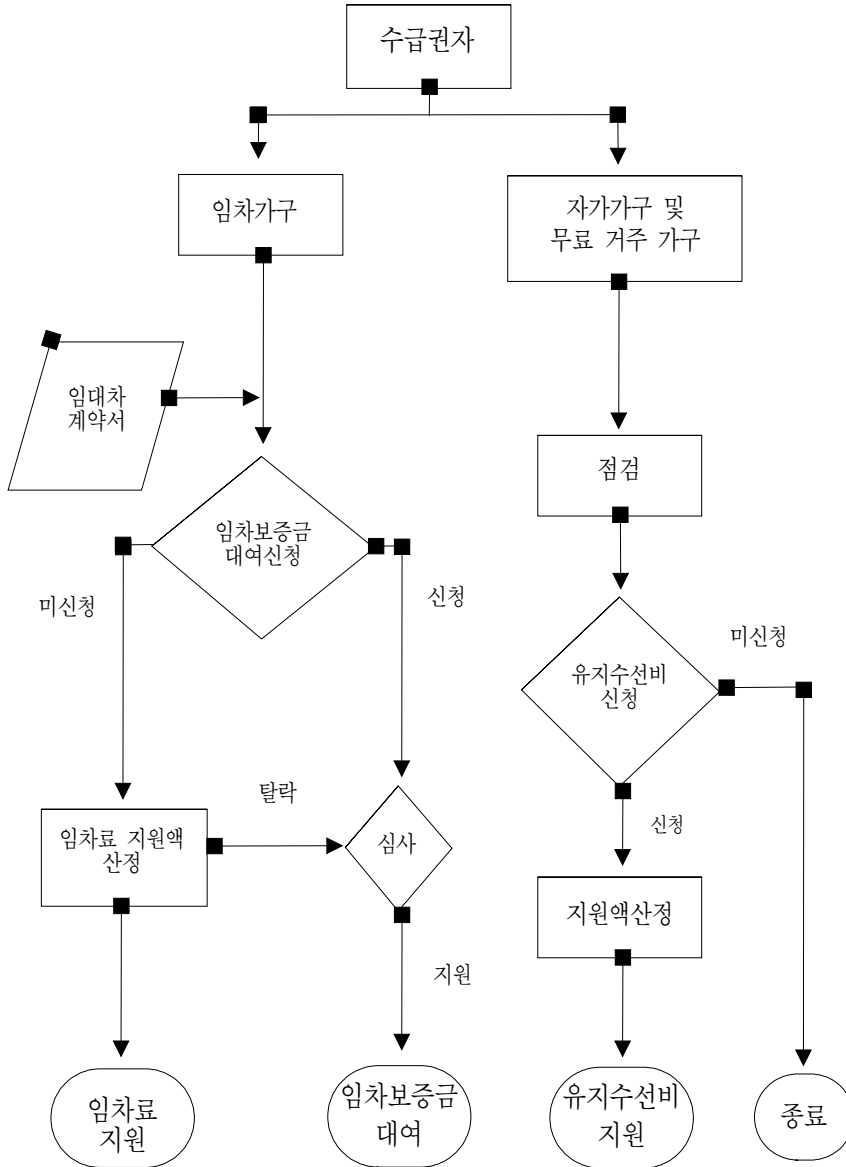 수급권자
임차가구
자가가구 및
무료 거주 가구
임대차
계약서
점검
임차보증금
대여신청
미신청
신청
미신청
유지수선비
신청
탈락
임차료 지원액
산정
심사
신청
지원액산정
지원
임차료
지원
임차보증금
대여
유지수선비
지원
종료